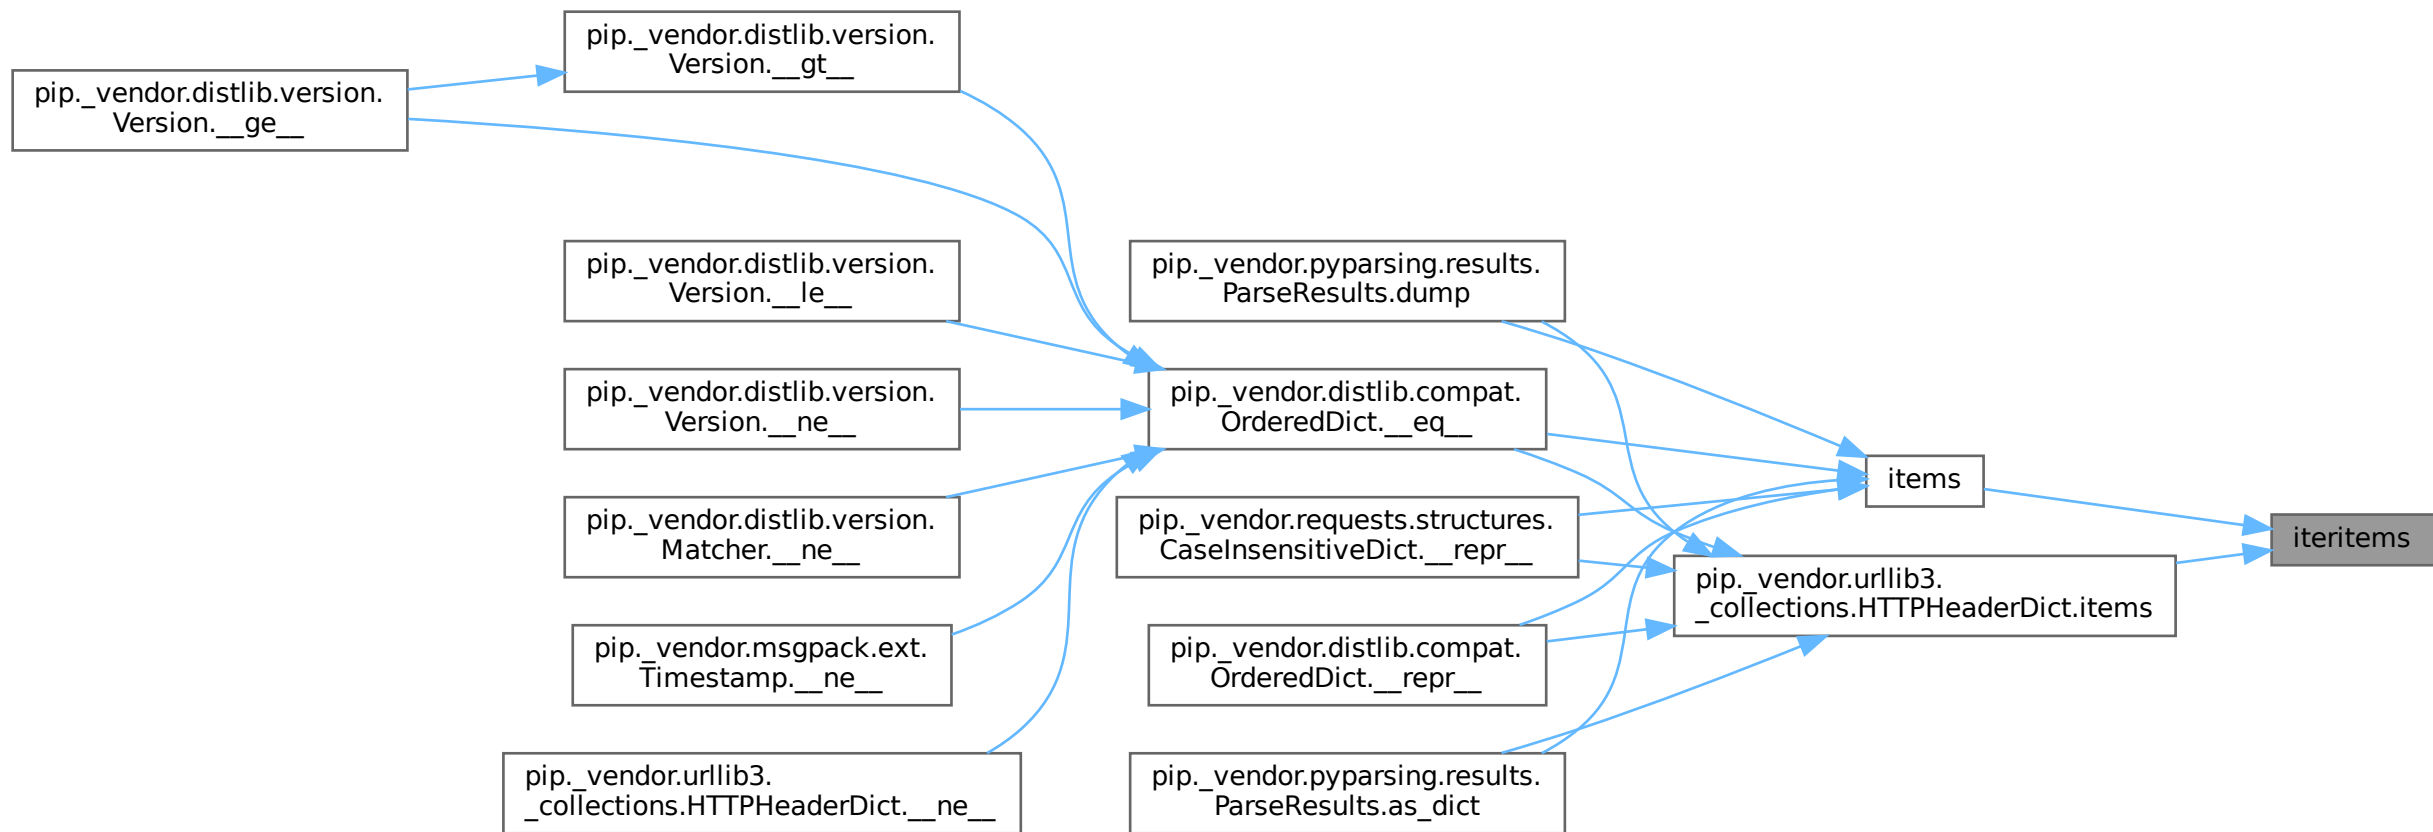 pip._vendor.distlib.version.
Version.__gt__
pip._vendor.distlib.version.
Version.__ge__
pip._vendor.distlib.version.
Version.__le__
pip._vendor.pyparsing.results.
ParseResults.dump
pip._vendor.distlib.version.
Version.__ne__
pip._vendor.distlib.compat.
OrderedDict.__eq__
items
pip._vendor.distlib.version.
Matcher.__ne__
pip._vendor.requests.structures.
CaseInsensitiveDict.__repr__
iteritems
pip._vendor.urllib3.
_collections.HTTPHeaderDict.items
pip._vendor.msgpack.ext.
Timestamp.__ne__
pip._vendor.distlib.compat.
OrderedDict.__repr__
pip._vendor.urllib3.
_collections.HTTPHeaderDict.__ne__
pip._vendor.pyparsing.results.
ParseResults.as_dict